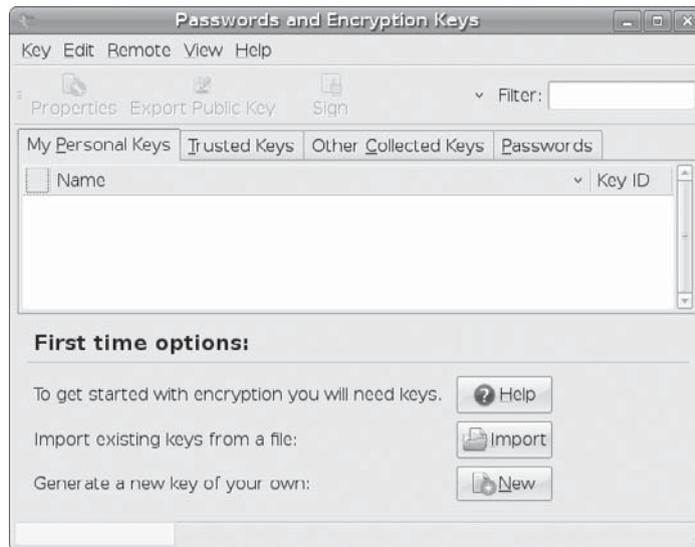 Passwords and Encryption Keys
Key Edit Remote View Help
Properties Export Public Key Sign Filter:
My Personal Keys Trusted Keys Other Collected Keys Passwords
Name Key ID
First time options:
To get started with encryption you will need keys. Help
Import existing keys from a file: Import
Generate a new key of your own: New